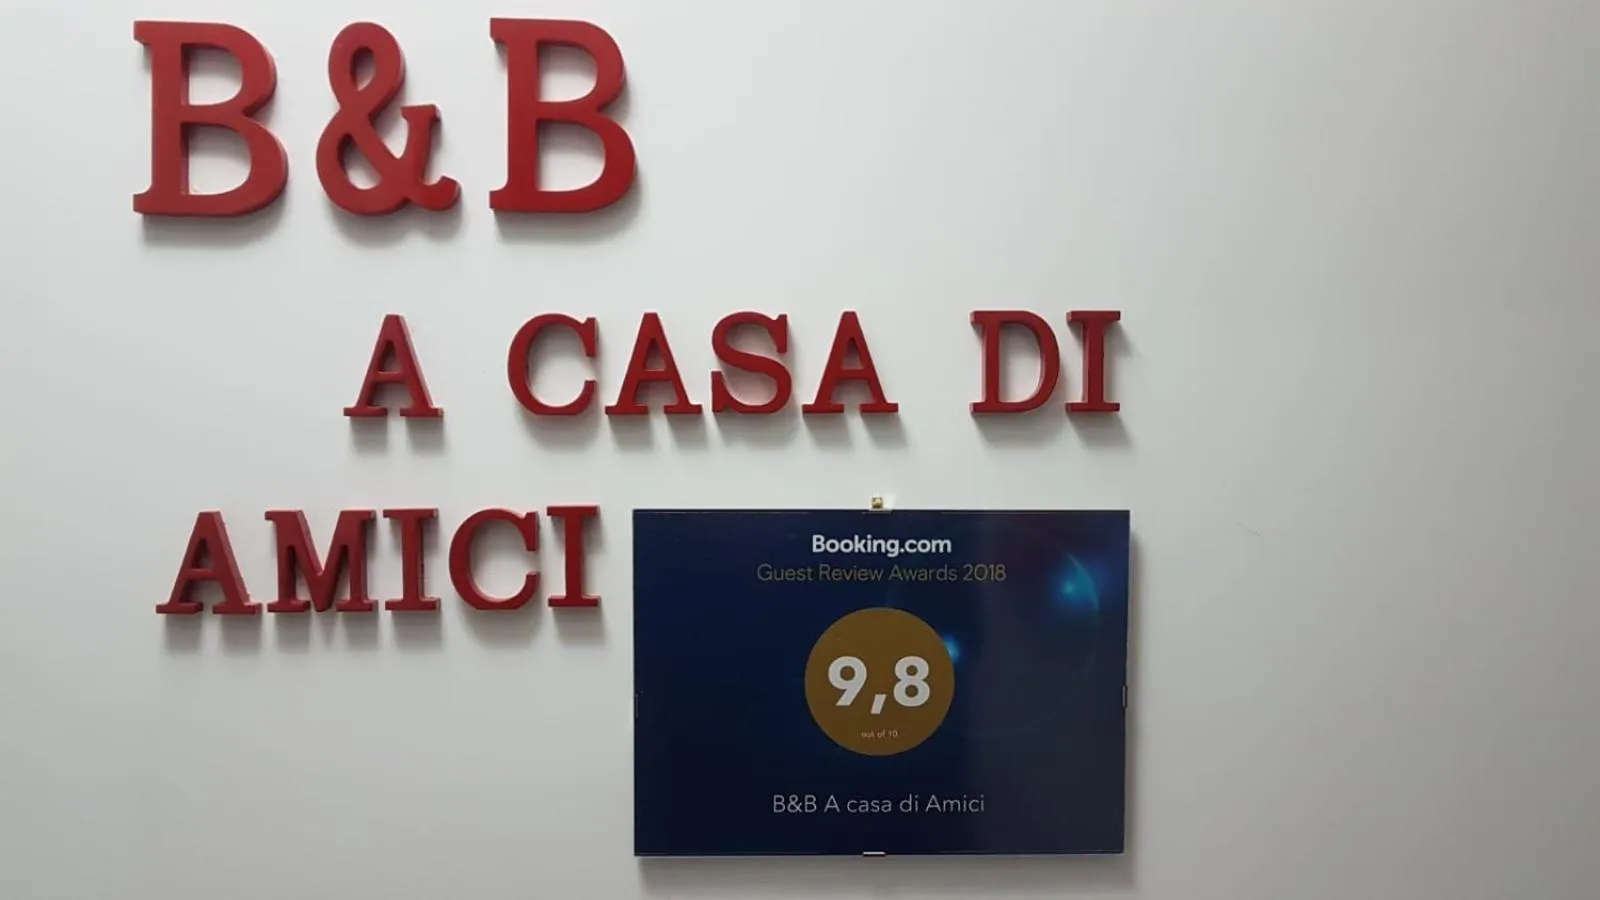 B&B
A CASA DI
AMICI
Booking.com
Guest Review Awards 2018
9,8
out of 10
B&B A casa di Amici